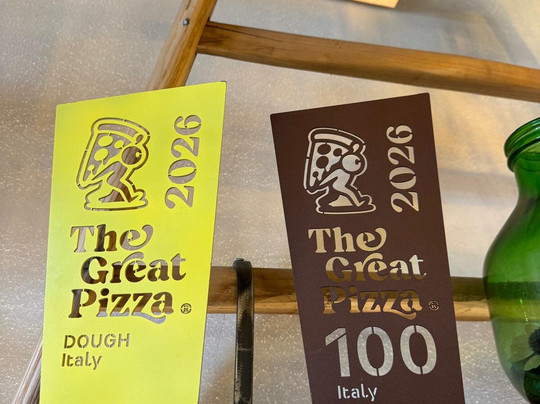 2026
The
Great
Pizza®
DOUGH
Italy
2026
The
Great
Pizza®
100
Italy